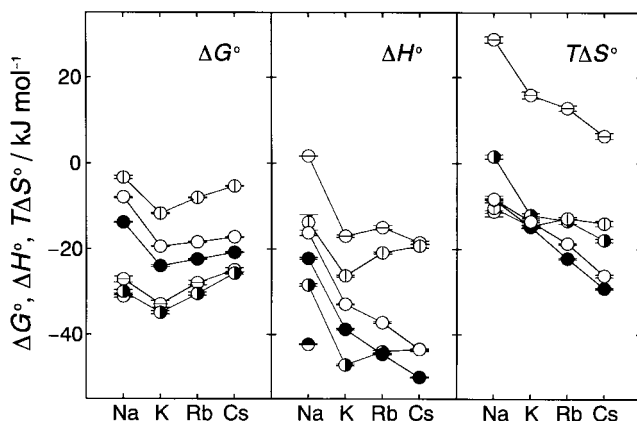 ΔG°, ΔH°, TΔS° / kJ mol⁻¹
20
0
−20
−40
ΔG°
ΔH°
TΔS°
Na K Rb Cs
Na K Rb Cs
Na K Rb Cs